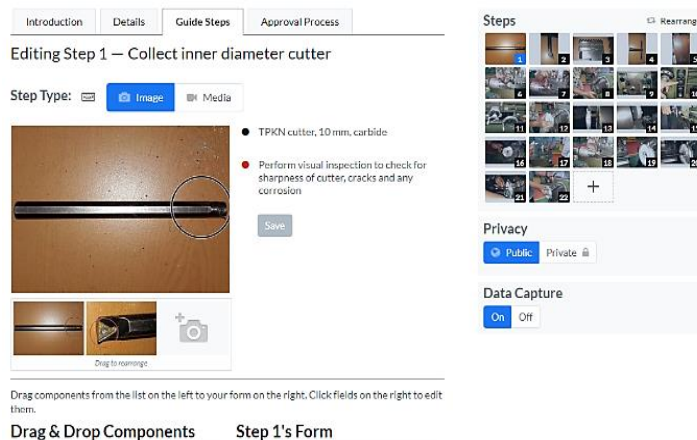 Introduction
Details
Guide Steps
Approval Process
Editing Step 1 — Collect inner diameter cutter
Step Type:
Image
Media
TPKN cutter, 10 mm, carbide
Perform visual inspection to check for
sharpness of cutter, cracks and any
corrosion
Save
Drag to rearrange
Drag components from the list on the left to your form on the right. Click fields on the right to edit
them.
Drag & Drop Components
Step 1's Form
Steps
Rearrang
1
2
3
4
5
6
7
8
9
10
11
12
13
14
15
16
17
18
19
20
21
22
+
Privacy
Public
Private
Data Capture
On
Off